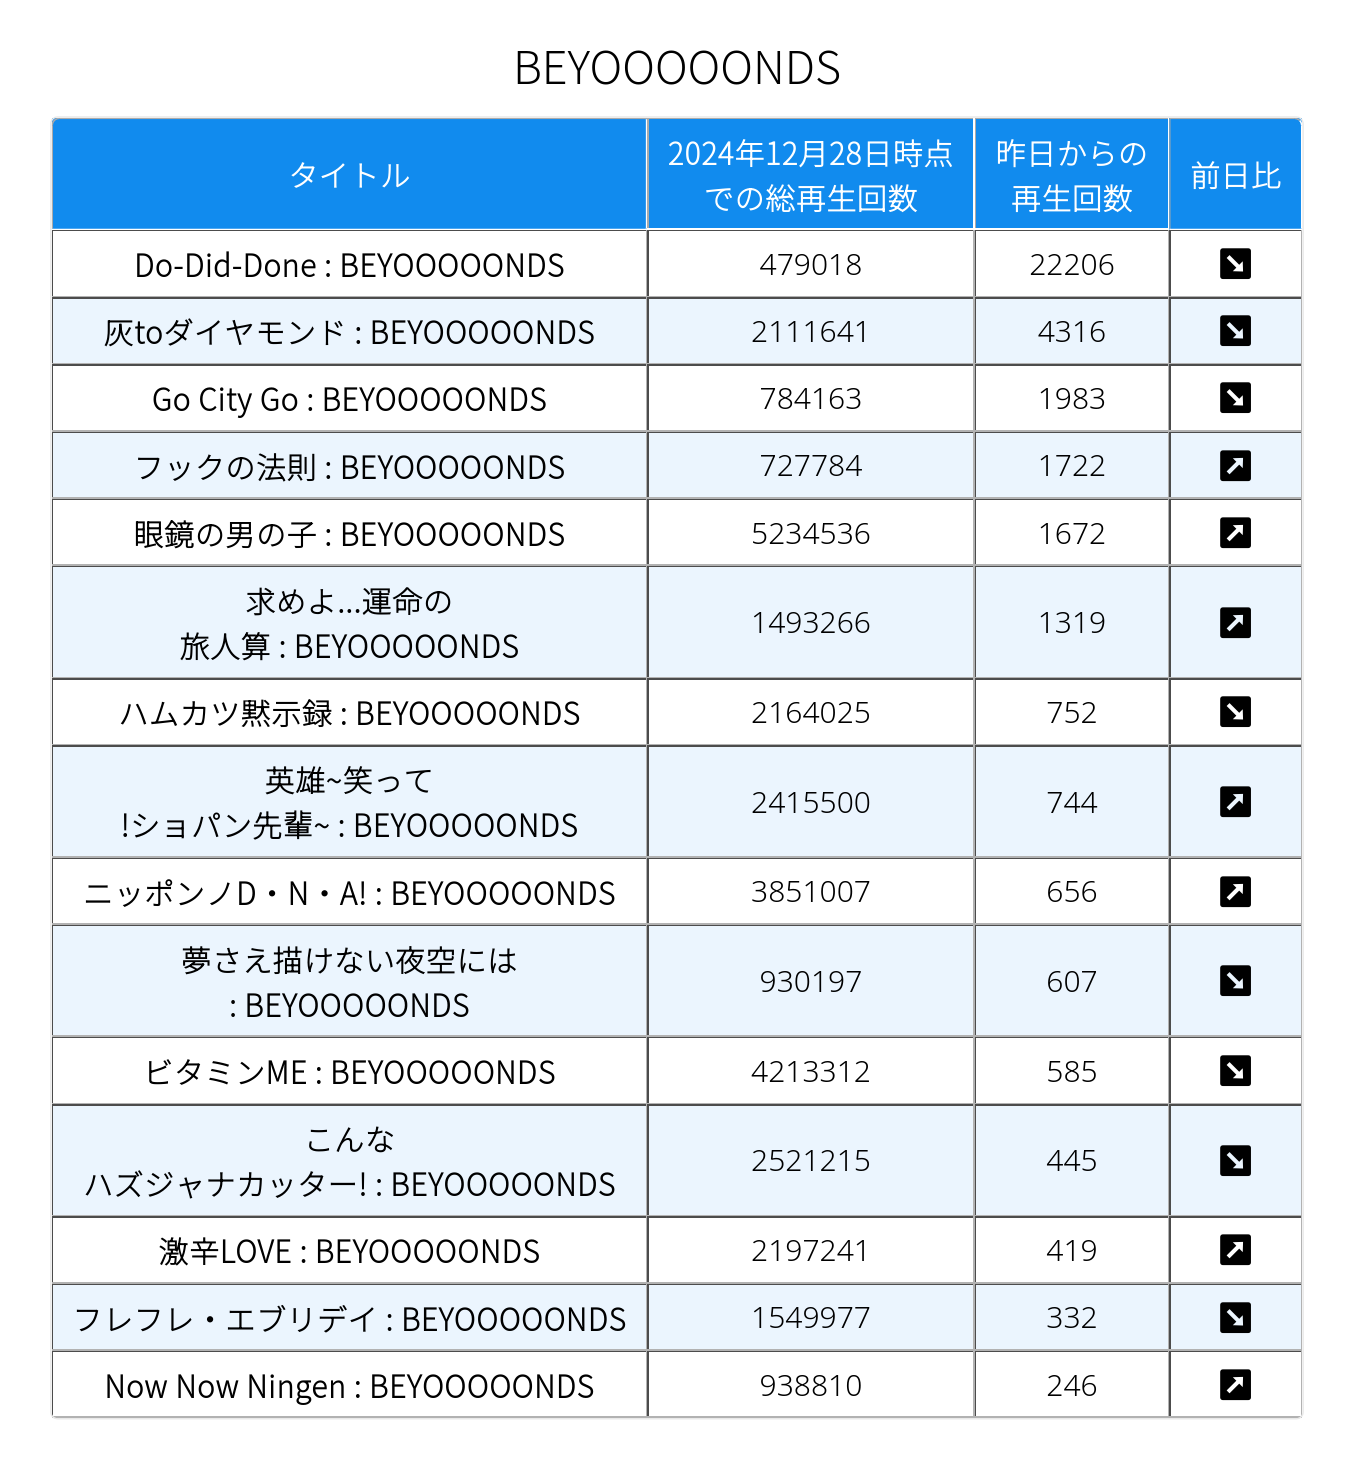 BEYOOOOONDS
タイトル
2024年12月28日時点
での総再生回数
昨日からの
再生回数
前日比
Do-Did-Done : BEYOOOOONDS 479018 22206
灰toダイヤモンド : BEYOOOOONDS 2111641 4316
Go City Go : BEYOOOOONDS 784163 1983
フックの法則 : BEYOOOOONDS 727784 1722
眼鏡の男の子 : BEYOOOOONDS 5234536 1672
求めよ...運命の
旅人算 : BEYOOOOONDS 1493266 1319
ハムカツ黙示録 : BEYOOOOONDS 2164025 752
英雄~笑って
!ショパン先輩~ : BEYOOOOONDS 2415500 744
ニッポンノD・N・A! : BEYOOOOONDS 3851007 656
夢さえ描けない夜空には
: BEYOOOOONDS 930197 607
ビタミンME : BEYOOOOONDS 4213312 585
こんな
ハズジャナカッター! : BEYOOOOONDS 2521215 445
激辛LOVE : BEYOOOOONDS 2197241 419
フレフレ・エブリデイ : BEYOOOOONDS 1549977 332
Now Now Ningen : BEYOOOOONDS 938810 246